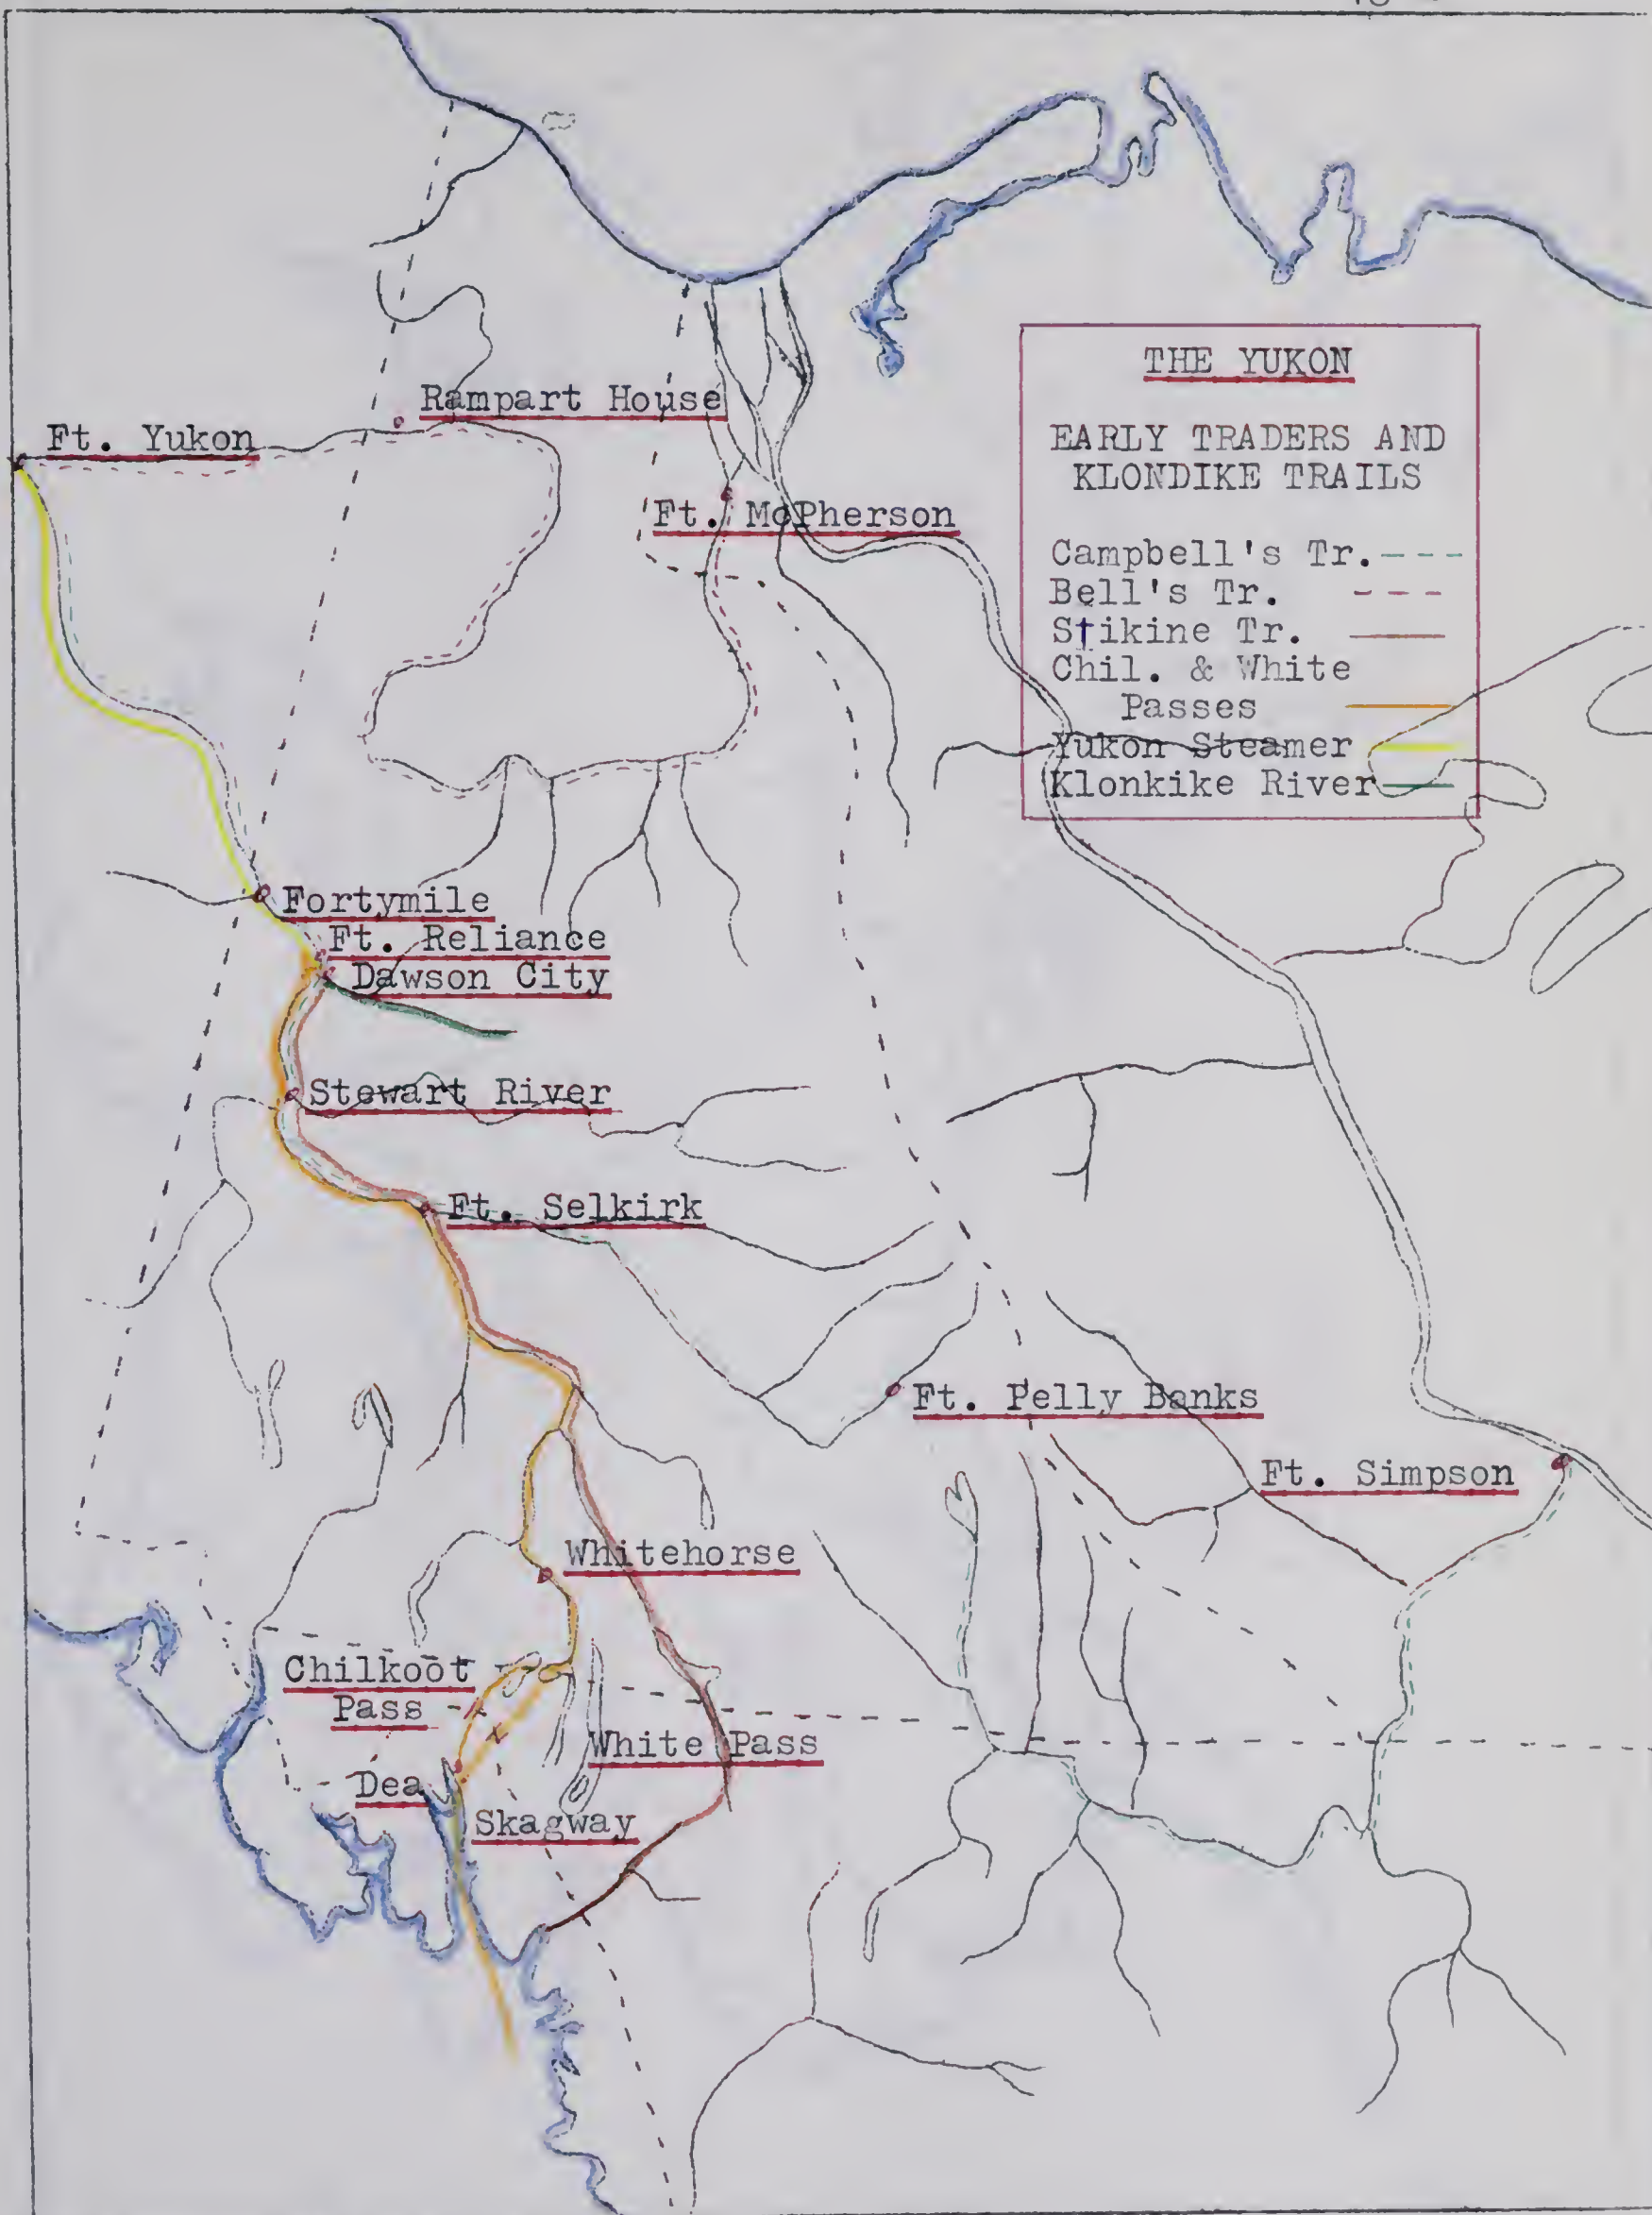 THE YUKON
EARLY TRADERS AND
KLONDIKE TRAILS
Campbell's Tr.
Bell's Tr.
Stikine Tr.
Chil. & White
Passes
Yukon Steamer
Klonkike River
Rampart House
Ft. Yukon
Ft. McPherson
Fortymile
Ft. Reliance
Dawson City
Stewart River
Ft. Selkirk
Ft. Pelly Banks
Ft. Simpson
Whitehorse
Chilkoot
Pass
White Pass
Dea
Skagway